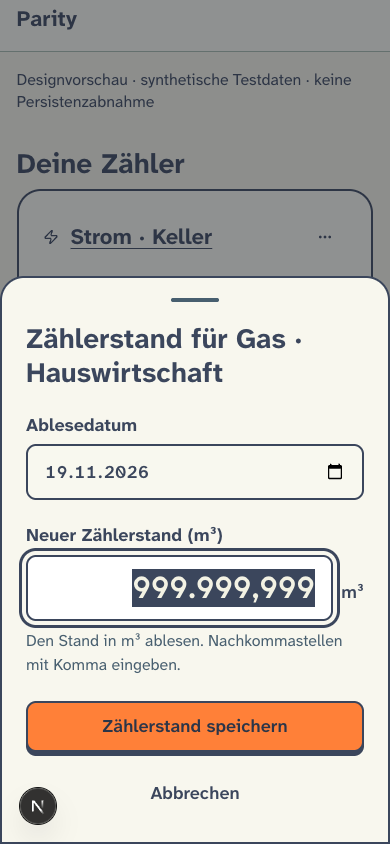 Parity
Designvorschau · synthetische Testdaten · keine
Persistenzabnahme
Deine Zähler
Strom · Keller
...
Zählerstand für Gas ·
Hauswirtschaft
Ablesedatum
19.11.2026
Neuer Zählerstand (m³)
999.999,999
m³
Den Stand in m³ ablesen. Nachkommastellen
mit Komma eingeben.
Zählerstand speichern
Abbrechen
N